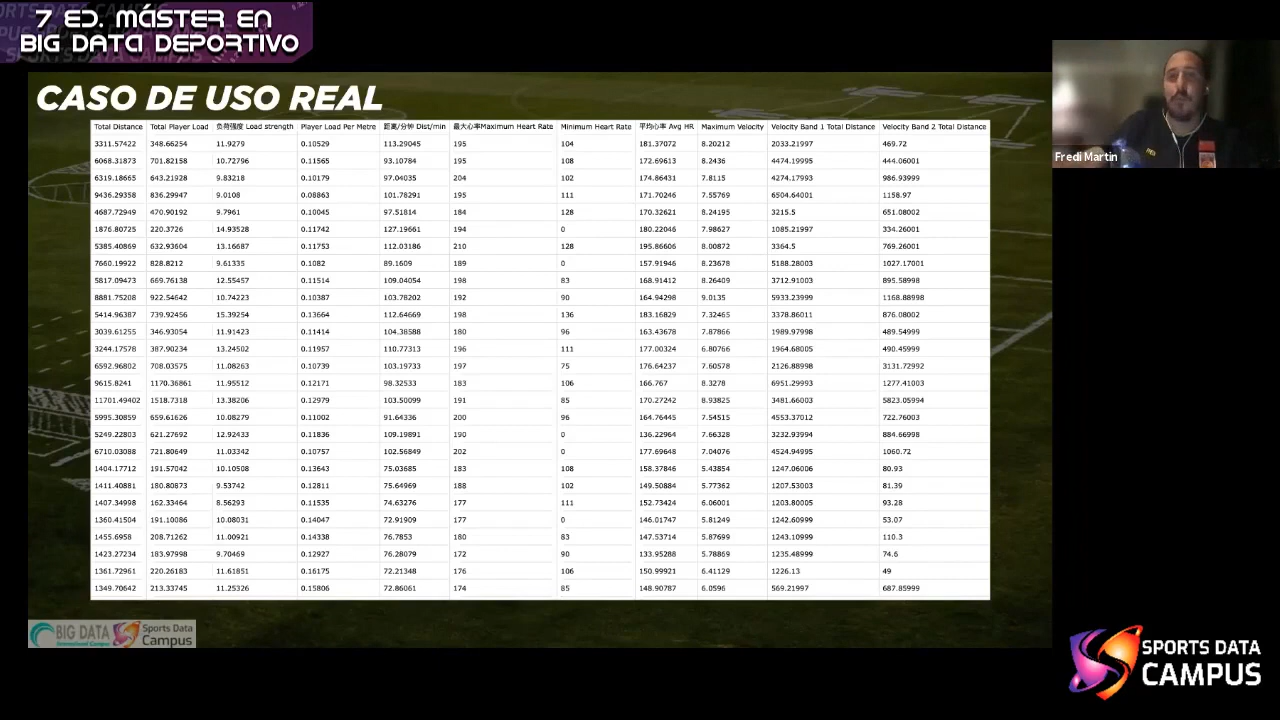 7 ED. MÁSTER EN
BIG DATA DEPORTIVO
CASO DE USO REAL
Total Distance Total Player Load 负荷强度 Load strength Player Load Per Metre 距离/分钟 Dist/min 最大心率Maximum Heart Rate Minimum Heart Rate 平均心率 Avg HR Maximum Velocity Velocity Band 1 Total Distance Velocity Band 2 Total Distance
3311.57422 348.66254 11.9279 0.10529 113.29045 195 104 181.37072 8.20212 2033.21997 469.72
6068.31873 701.82158 10.72796 0.11565 93.10784 195 108 172.69613 8.2436 4474.19995 444.06001
6319.18665 643.21928 9.83218 0.10179 97.04035 204 102 174.86431 7.8115 4274.17993 986.93999
9436.29358 836.29947 9.0108 0.08863 101.78291 195 111 171.70246 7.55769 6504.64001 1158.97
4687.72949 470.90192 9.7961 0.10045 97.51814 184 128 170.32621 8.24195 3215.5 651.08002
1876.80725 220.3726 14.93528 0.11742 127.19661 194 0 180.22046 7.98627 1085.21997 334.26001
5385.40869 632.93604 13.16687 0.11753 112.03186 210 128 195.86606 8.00872 3364.5 769.26001
7660.19922 828.8212 9.61335 0.1082 89.1609 189 0 157.91946 8.23678 5188.28003 1027.17001
5817.09473 669.76138 12.55457 0.11514 109.04054 198 83 168.91412 8.26409 3712.91003 895.58998
8881.75208 922.54642 10.74223 0.10387 103.78202 192 90 164.94298 9.0135 5933.23999 1168.88998
5414.96387 739.92456 15.39254 0.13664 112.64669 198 136 183.16829 7.32465 3378.86011 876.08002
3039.61255 346.93054 11.91423 0.11414 104.38588 180 96 163.43678 7.87866 1989.97998 489.54999
3244.17578 387.90234 13.24502 0.11957 110.77313 196 111 177.00324 6.80766 1964.68005 490.45999
6592.96802 708.03575 11.08263 0.10739 103.19733 197 75 176.64237 7.60578 2126.88998 3131.72992
9615.8241 1170.36861 11.95512 0.12171 98.32533 183 106 166.767 8.3278 6951.29993 1277.41003
11701.49402 1518.7318 13.38206 0.12979 103.50099 191 85 170.27242 8.93825 3481.66003 5823.05994
5995.30859 659.61626 10.08279 0.11002 91.64336 200 96 164.76445 7.54515 4553.37012 722.76003
5249.22803 621.27692 12.92433 0.11836 109.19891 190 0 136.22964 7.66328 3232.93994 884.66998
6710.03088 721.80649 11.03342 0.10757 102.56849 202 0 177.69648 7.04076 4524.94995 1060.72
1404.17712 191.57042 10.10508 0.13643 75.03685 183 108 158.37846 5.43854 1247.06006 80.93
1411.40881 180.80873 9.53742 0.12811 75.64969 188 102 149.50884 5.77362 1207.53003 81.39
1407.34998 162.33464 8.56293 0.11535 74.63276 177 111 152.73424 6.06001 1203.80005 93.28
1360.41504 191.10086 10.08031 0.14047 72.91909 177 0 146.01747 5.81249 1242.60999 53.07
1455.6958 208.71262 11.00921 0.14338 76.7853 180 83 147.53714 5.87699 1243.10999 110.3
1423.27234 183.97998 9.70469 0.12927 76.28079 172 90 133.95288 5.78869 1235.48999 74.6
1361.72961 220.26183 11.61851 0.16175 72.21348 176 106 150.99921 6.41129 1226.13 49
1349.70642 213.33745 11.25326 0.15806 72.86061 174 85 148.90787 6.0596 569.21997 687.85999
Fredi Martin
BIG DATA
Sports Data
Campus
SPORTS DATA
CAMPUS